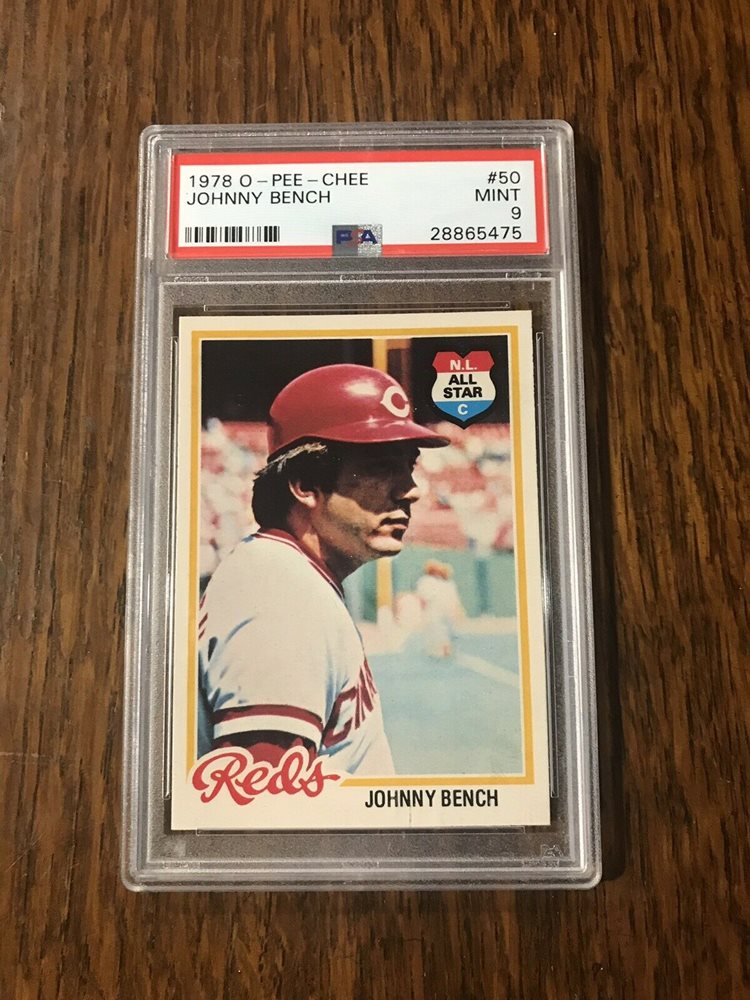 1978 O-PEE-CHEE #50
JOHNNY BENCH MINT
9
28865475
PSA
C
N.L.
ALL
STAR
C
Reds
JOHNNY BENCH